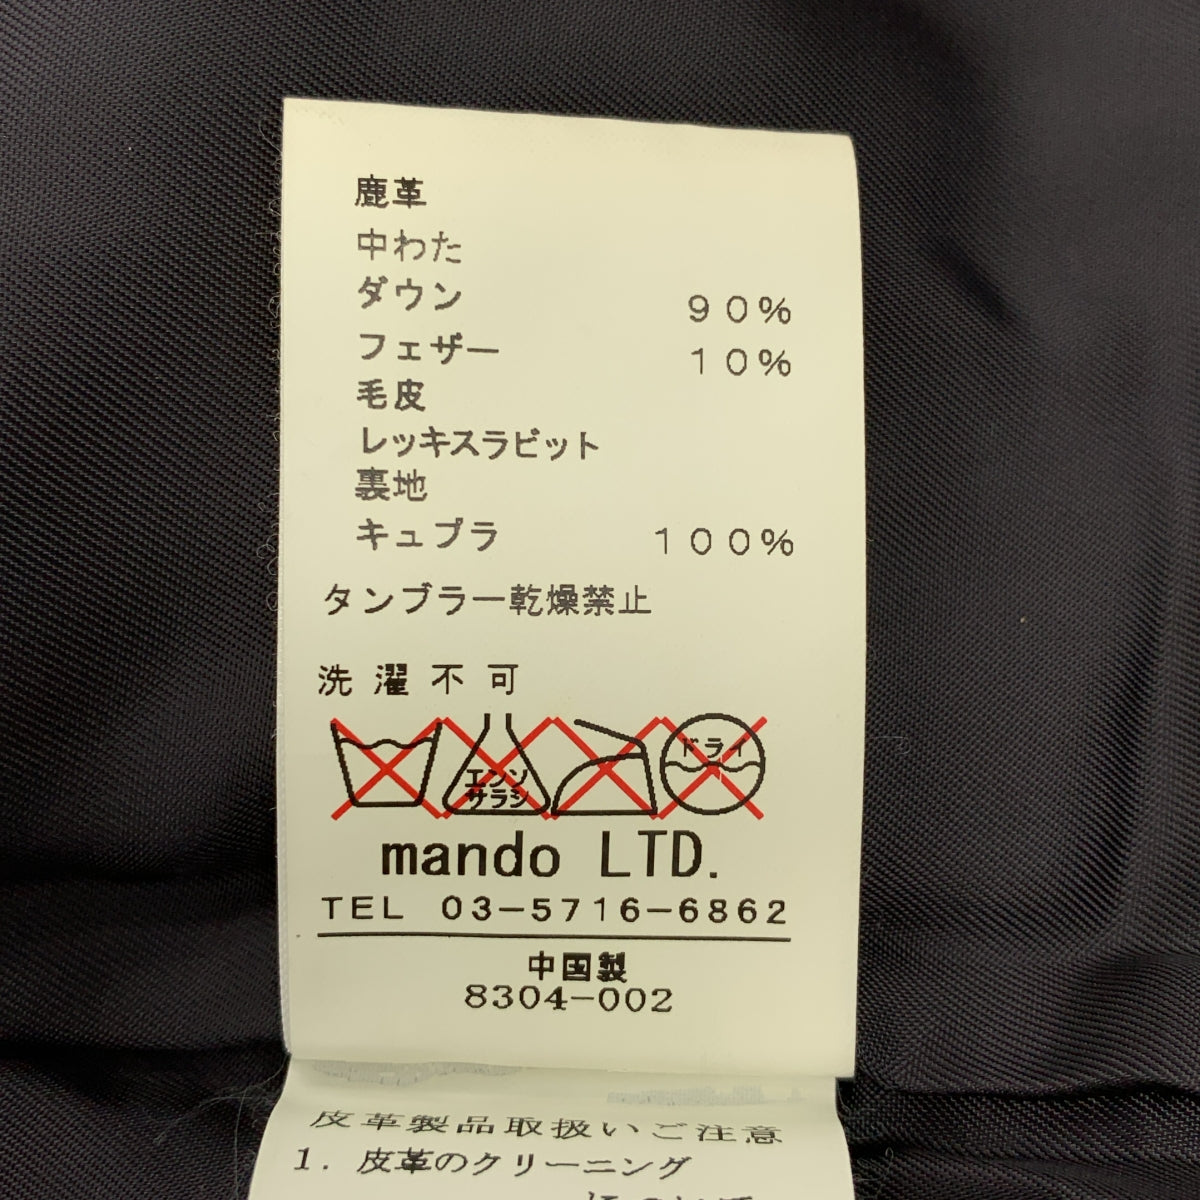 鹿革
中わた
ダウン 90%
フェザー 10%
毛皮
レッキスラビット
裏地
キュプラ 100%
タンブラー乾燥禁止
洗濯不可
エンソ
サラシ
ドライ
mando LTD.
TEL 03-5716-6862
中国製
8304-002
皮革製品取扱いご注意
1. 皮革のクリーニング